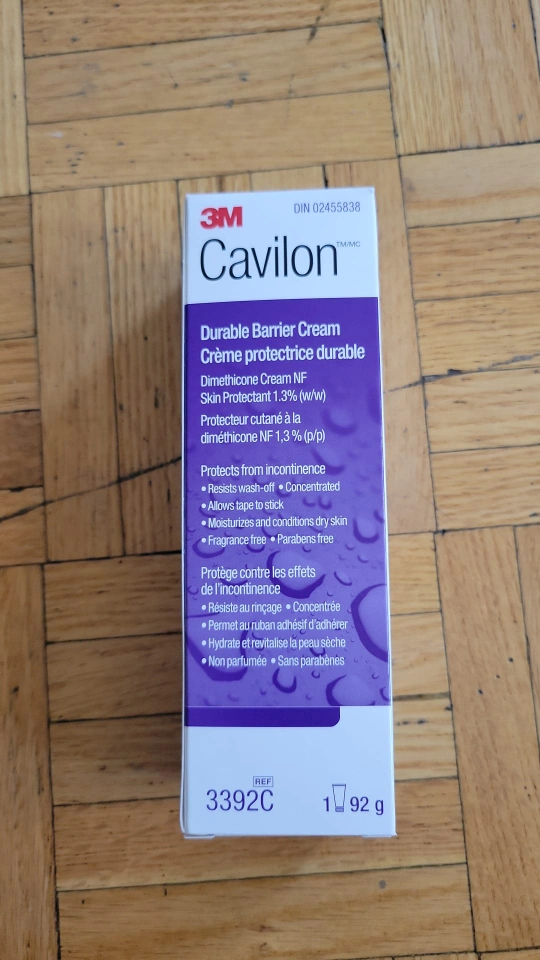 3M
DIN 02455838
Cavilon™/MC
Durable Barrier Cream
Crème protectrice durable
Dimethicone Cream NF
Skin Protectant 1.3% (w/w)
Protecteur cutané à la
diméthicone NF 1,3 % (p/p)
Protects from incontinence
• Resists wash-off • Concentrated
• Allows tape to stick
• Moisturizes and conditions dry skin
• Fragrance free • Parabens free
Protège contre les effets
de l'incontinence
• Résiste au rinçage • Concentrée
• Permet au ruban adhésif d'adhérer
• Hydrate et revitalise la peau sèche
• Non parfumée • Sans parabènes
REF
3392C
1 92 g